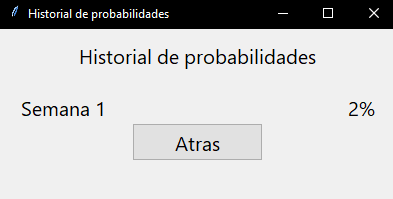 Historial de probabilidades
Historial de probabilidades
Semana 1 2%
Atras